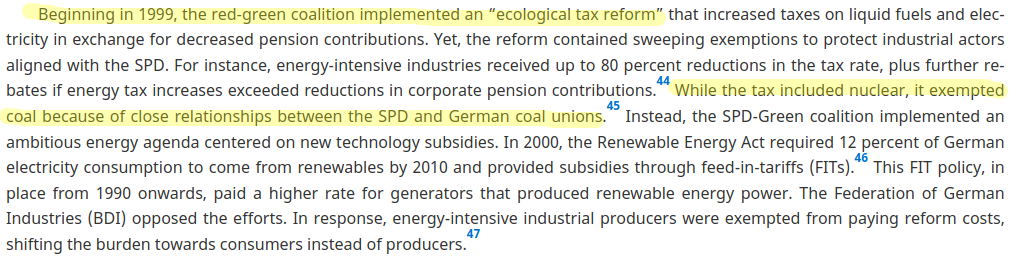 Beginning in 1999, the red-green coalition implemented an “ecological tax reform” that increased taxes on liquid fuels and elec-
tricity in exchange for decreased pension contributions. Yet, the reform contained sweeping exemptions to protect industrial actors
aligned with the SPD. For instance, energy-intensive industries received up to 80 percent reductions in the tax rate, plus further re-
bates if energy tax increases exceeded reductions in corporate pension contributions.44 While the tax included nuclear, it exempted
coal because of close relationships between the SPD and German coal unions.45 Instead, the SPD-Green coalition implemented an
ambitious energy agenda centered on new technology subsidies. In 2000, the Renewable Energy Act required 12 percent of German
electricity consumption to come from renewables by 2010 and provided subsidies through feed-in-tariffs (FITs).46 This FIT policy, in
place from 1990 onwards, paid a higher rate for generators that produced renewable energy power. The Federation of German
Industries (BDI) opposed the efforts. In response, energy-intensive industrial producers were exempted from paying reform costs,
shifting the burden towards consumers instead of producers.47